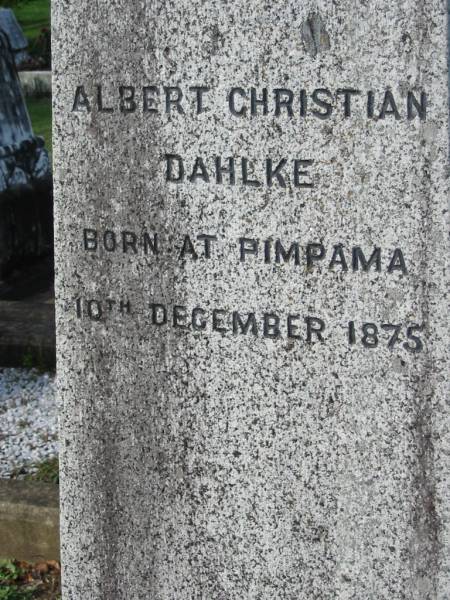 ALBERT CHRISTIAN
DAHLKE
BORN AT PIMPAMA
10TH DECEMBER 1875